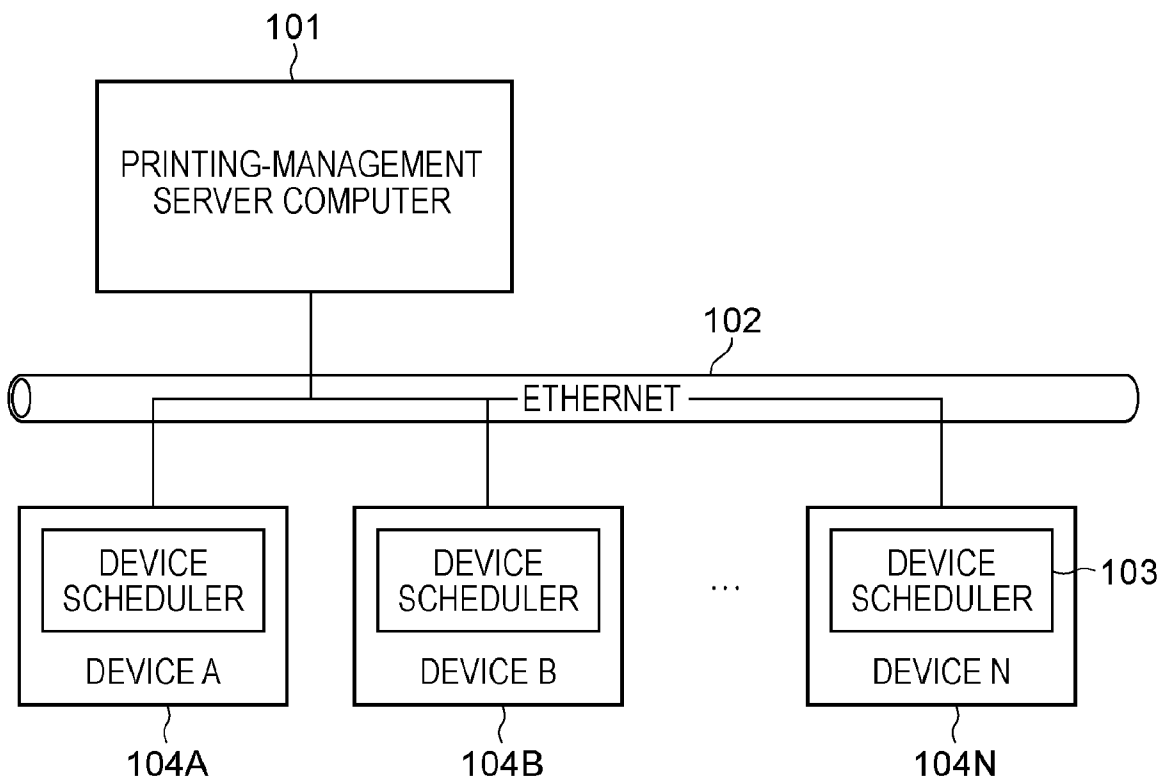 101
PRINTING-MANAGEMENT
SERVER COMPUTER
102
ETHERNET
DEVICE
SCHEDULER
DEVICE A
DEVICE
SCHEDULER
DEVICE B
...
DEVICE
SCHEDULER
DEVICE N
103
104A
104B
104N